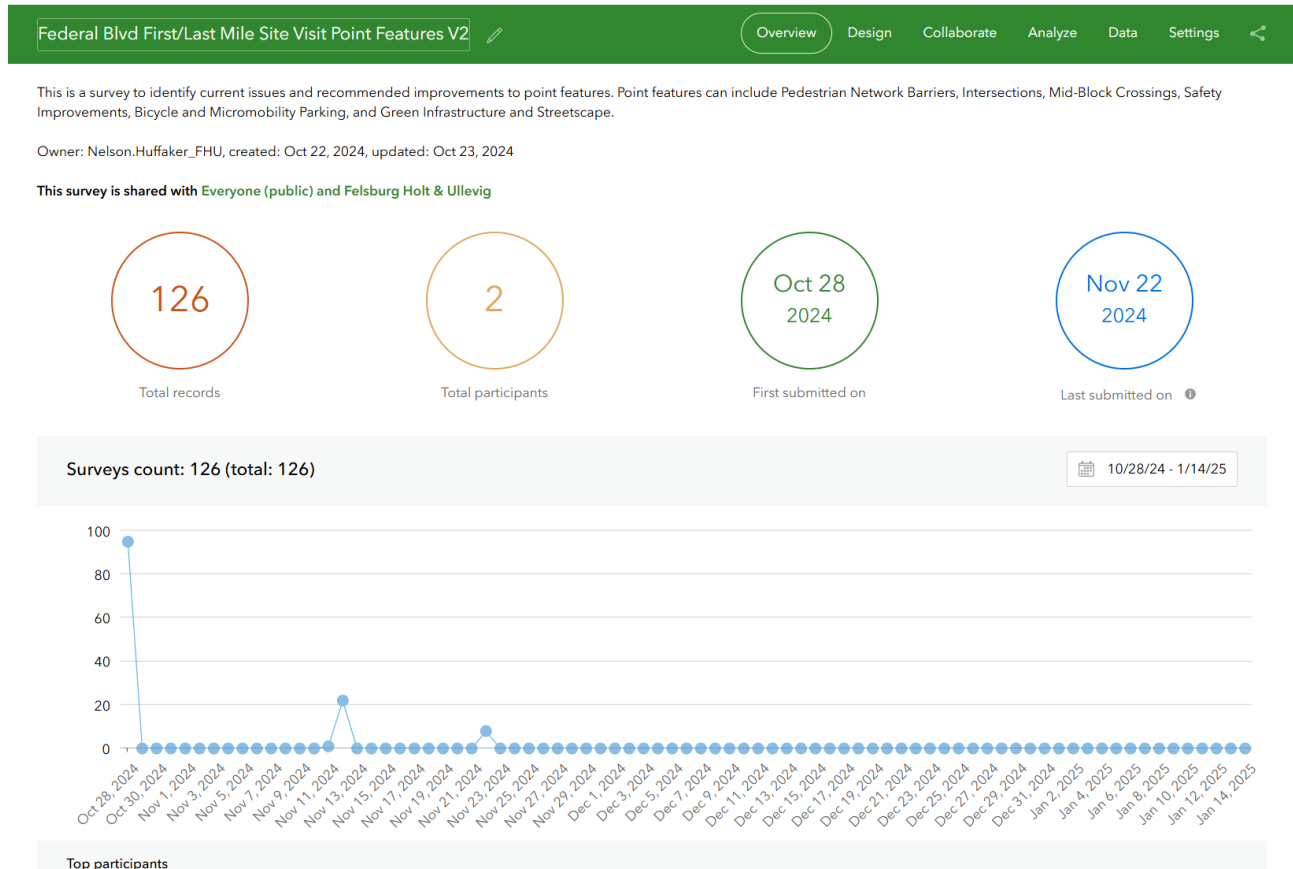 Federal Blvd First/Last Mile Site Visit Point Features V2
Overview
Design
Collaborate
Analyze
Data
Settings
This is a survey to identify current issues and recommended improvements to point features. Point features can include Pedestrian Network Barriers, Intersections, Mid-Block Crossings, Safety
Improvements, Bicycle and Micromobility Parking, and Green Infrastructure and Streetscape.
Owner: Nelson.Huffaker_FHU, created: Oct 22, 2024, updated: Oct 23, 2024
This survey is shared with Everyone (public) and Felsburg Holt & Ullevig
126
Total records
2
Total participants
Oct 28
2024
First submitted on
Nov 22
2024
Last submitted on
Surveys count: 126 (total: 126)
10/28/24 - 1/14/25
100
80
60
40
20
0
Oct 28, 2024
Oct 30, 2024
Nov 1, 2024
Nov 3, 2024
Nov 5, 2024
Nov 7, 2024
Nov 9, 2024
Nov 11, 2024
Nov 13, 2024
Nov 15, 2024
Nov 17, 2024
Nov 19, 2024
Nov 21, 2024
Nov 23, 2024
Nov 25, 2024
Nov 27, 2024
Nov 29, 2024
Dec 1, 2024
Dec 3, 2024
Dec 5, 2024
Dec 7, 2024
Dec 9, 2024
Dec 11, 2024
Dec 13, 2024
Dec 15, 2024
Dec 17, 2024
Dec 19, 2024
Dec 21, 2024
Dec 23, 2024
Dec 25, 2024
Dec 27, 2024
Dec 29, 2024
Dec 31, 2024
Jan 2, 2025
Jan 4, 2025
Jan 6, 2025
Jan 8, 2025
Jan 10, 2025
Jan 12, 2025
Jan 14, 2025
Top participants